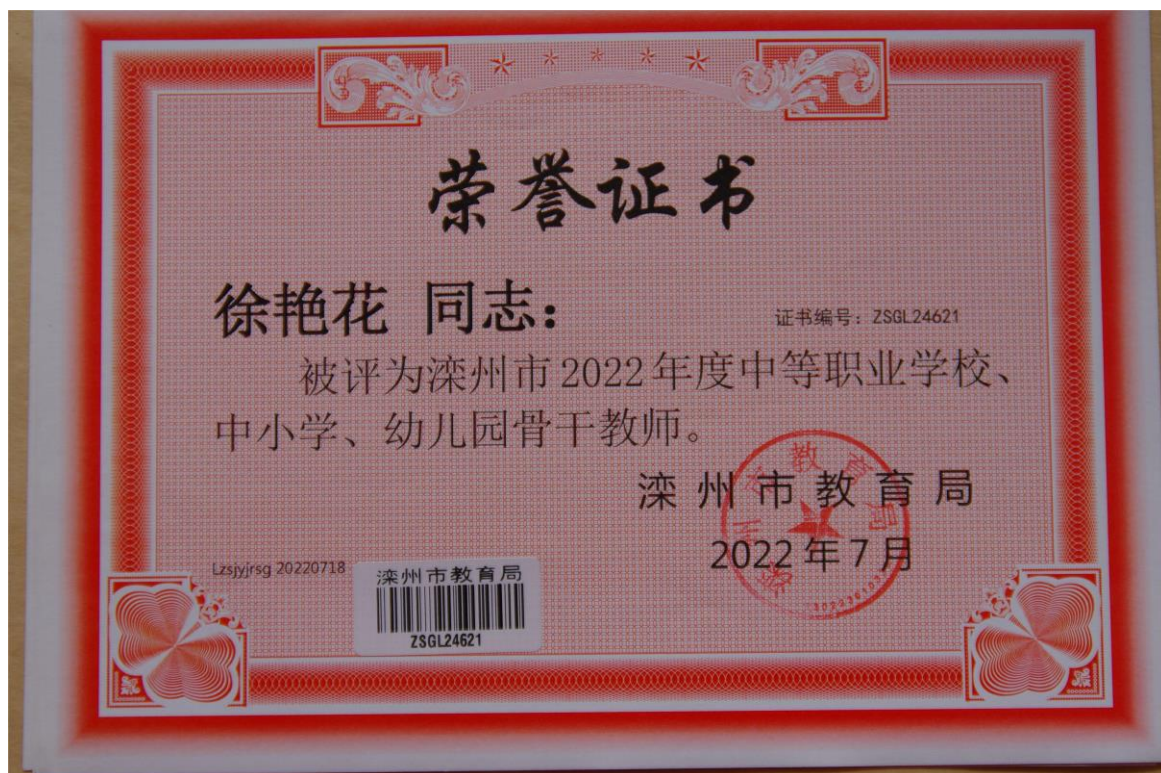 荣誉证书
徐艳花 同志：
证书编号：ZSGL24621
被评为滦州市2022年度中等职业学校、
中小学、幼儿园骨干教师。
滦州市教育局
2022年7月
Lzsjyjrsg 20220718
滦州市教育局
ZSGL24621